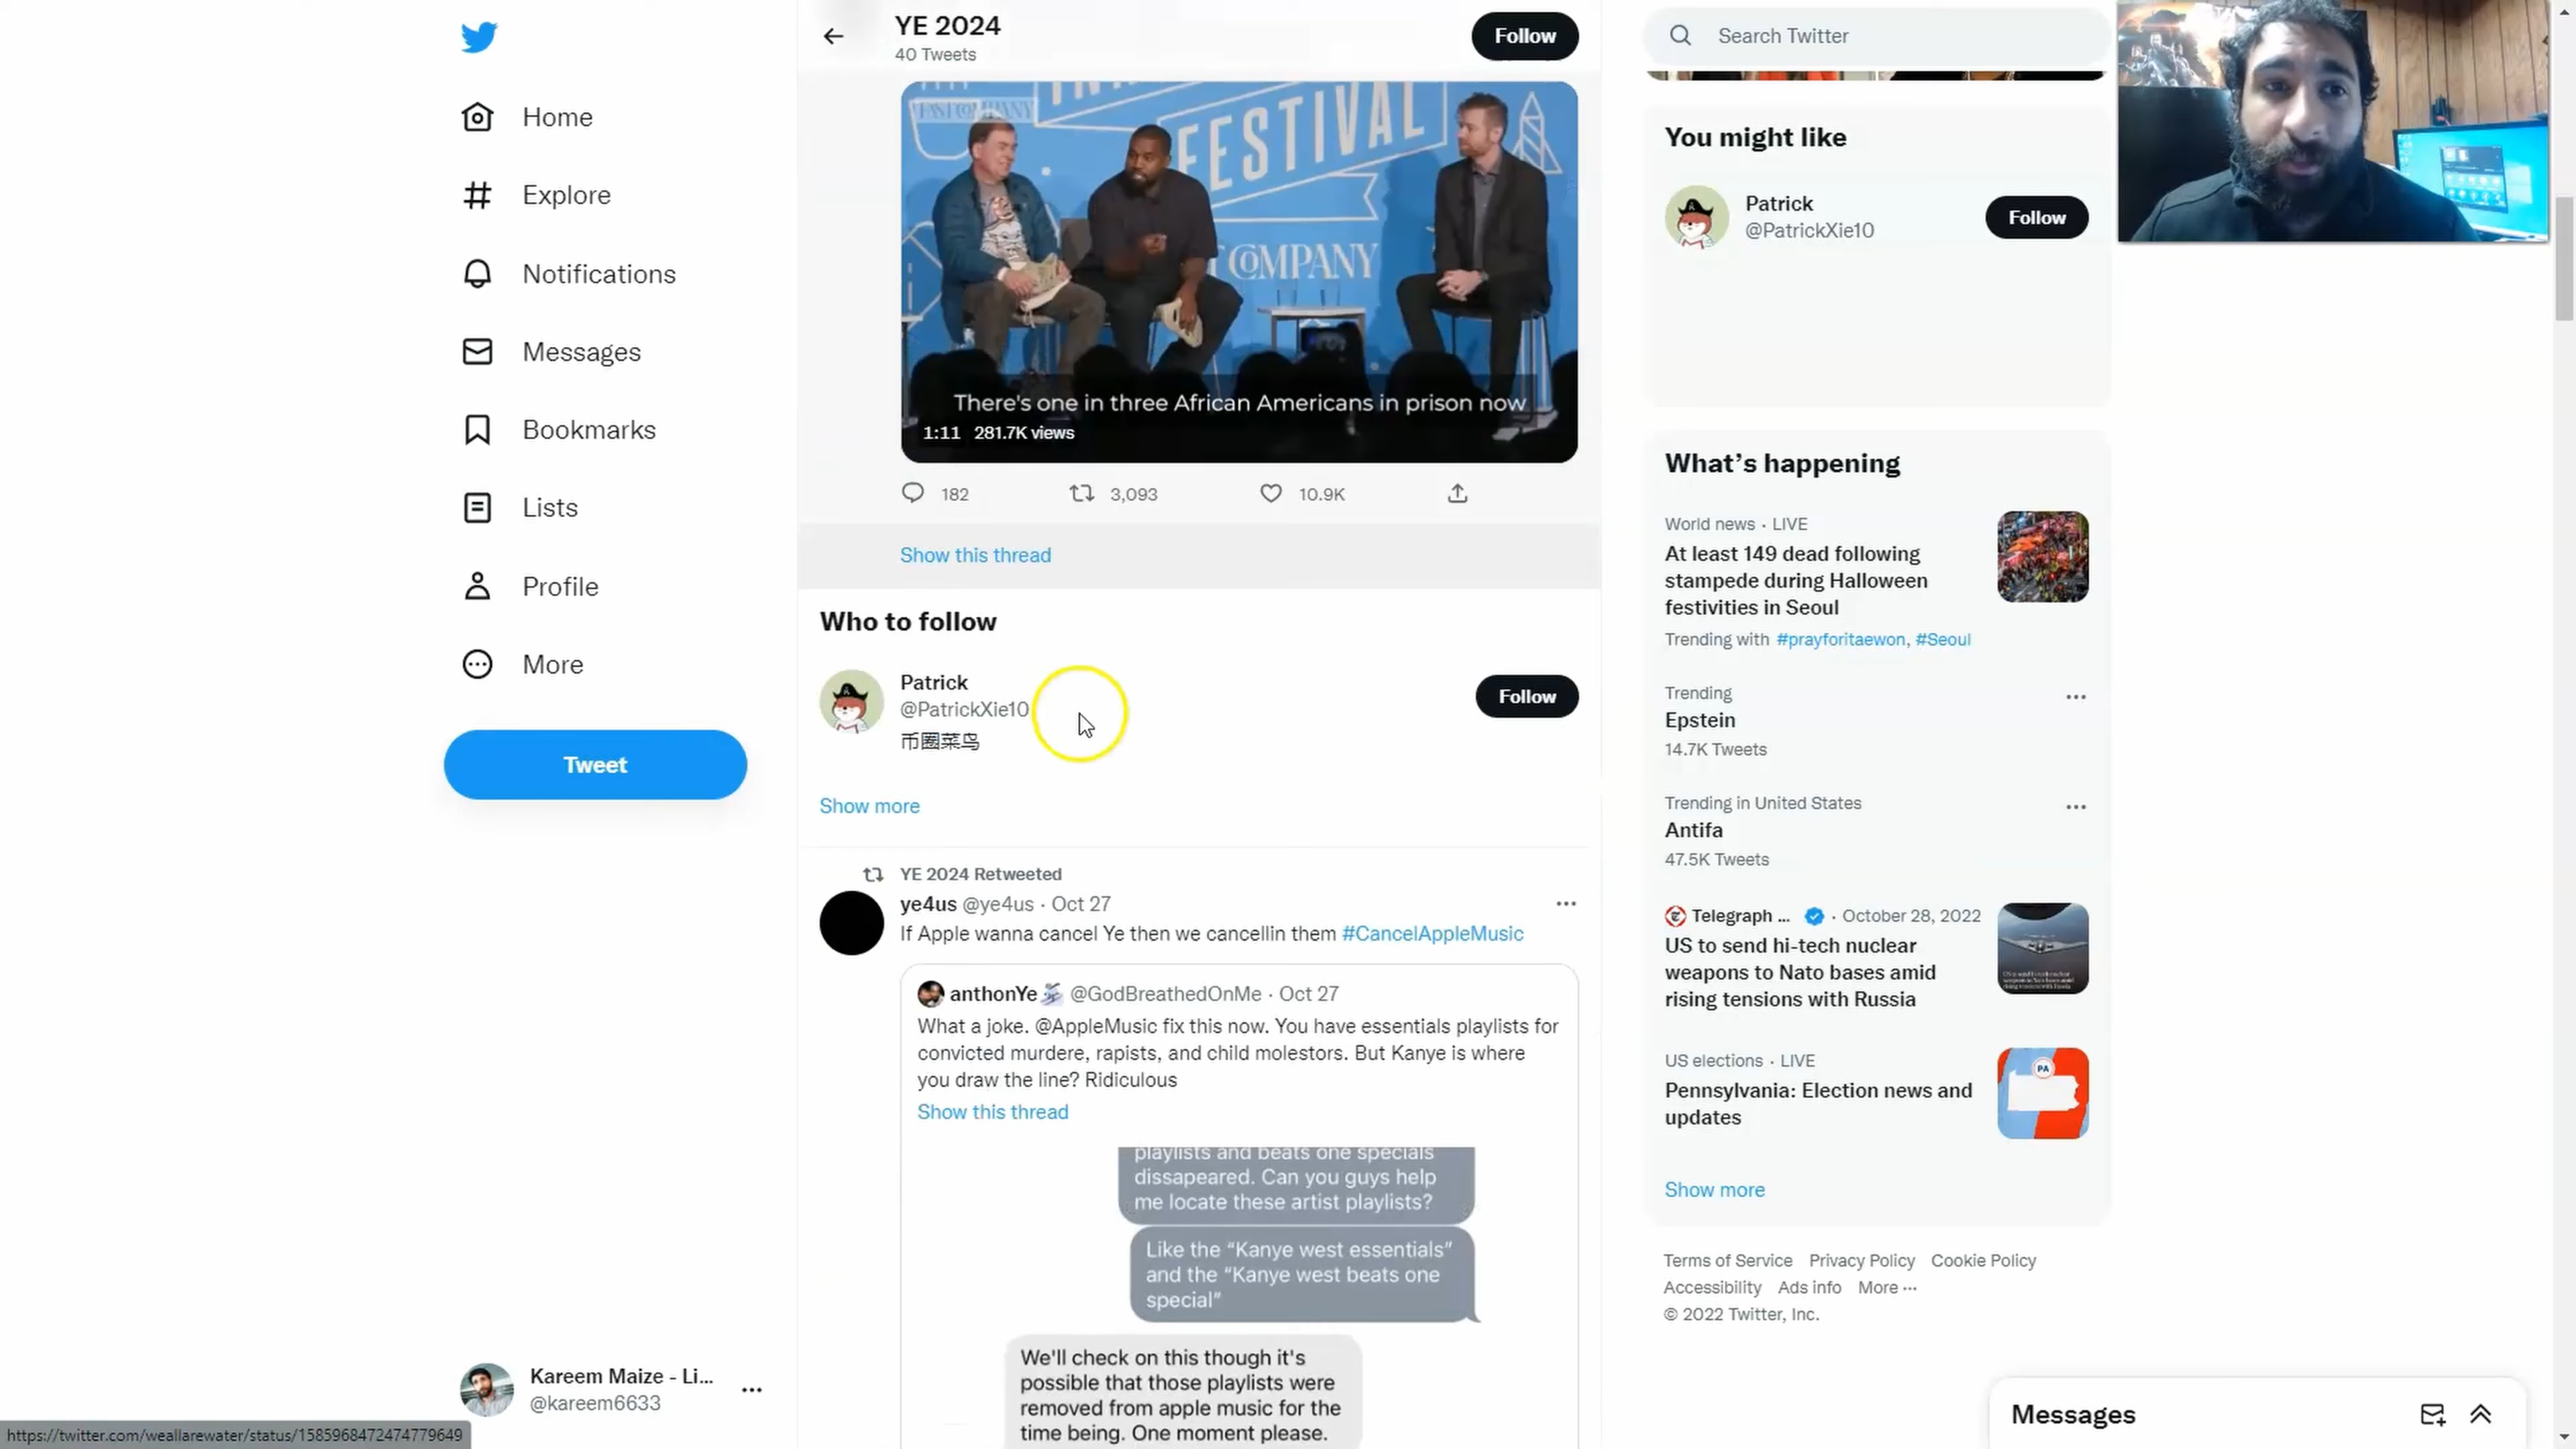 Home
Explore
Notifications
Messages
Bookmarks
Lists
Profile
More
Tweet
Kareem Maize - Li...
@kareem6633
https://twitter.com/weallarewater/status/1585968472474779649
YE 2024
40 Tweets
Follow
FAST COMPANY
FESTIVAL
COMPANY
There's one in three African Americans in prison now
1:11 281.7K views
182 3,093 10.9K
Show this thread
Who to follow
Patrick
@PatrickXie10
币圈菜鸟
Follow
Show more
YE 2024 Retweeted
ye4us @ye4us · Oct 27
If Apple wanna cancel Ye then we cancellin them #CancelAppleMusic
anthonYe @GodBreathedOnMe · Oct 27
What a joke. @AppleMusic fix this now. You have essentials playlists for
convicted murdere, rapists, and child molestors. But Kanye is where
you draw the line? Ridiculous
Show this thread
playlists and beats one specials
dissapeared. Can you guys help
me locate these artist playlists?
Like the “Kanye west essentials”
and the “Kanye west beats one
special”
We'll check on this though it's
possible that those playlists were
removed from apple music for the
time being. One moment please.
Search Twitter
You might like
Patrick
@PatrickXie10
Follow
What’s happening
World news · LIVE
At least 149 dead following
stampede during Halloween
festivities in Seoul
Trending with #prayforitaewon, #Seoul
Trending
Epstein
14.7K Tweets
Trending in United States
Antifa
47.5K Tweets
Telegraph ... · October 28, 2022
US to send hi-tech nuclear
weapons to Nato bases amid
rising tensions with Russia
US elections · LIVE
Pennsylvania: Election news and
updates
PA
Show more
Terms of Service Privacy Policy Cookie Policy
Accessibility Ads info More ···
© 2022 Twitter, Inc.
Messages